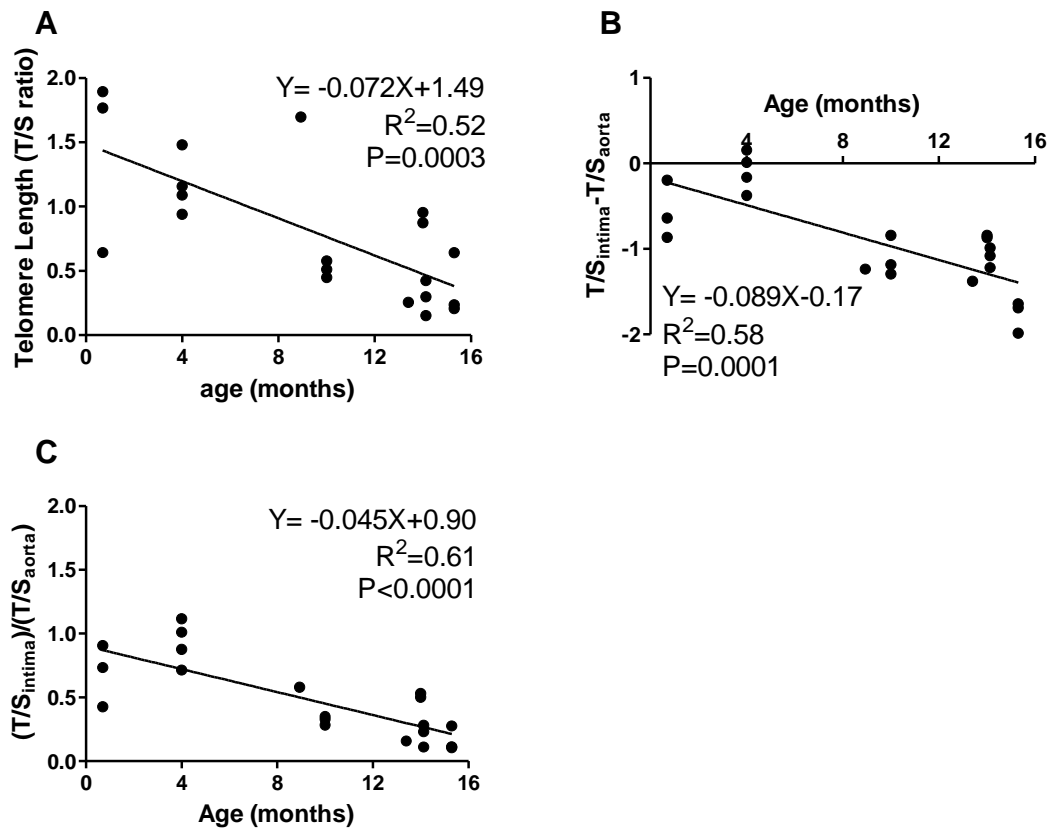 A
Telomere Length (T/S ratio)
2.0
1.5
1.0
0.5
0.0
0
4
8
12
16
age (months)
Y= -0.072X+1.49
R²=0.52
P=0.0003
B
T/Sintima-T/Saorta
1
0
-1
-2
Age (months)
4
8
12
16
Y= -0.089X-0.17
R²=0.58
P=0.0001
C
(T/Sintima)/(T/Saorta)
2.0
1.5
1.0
0.5
0.0
0
4
8
12
16
Age (months)
Y= -0.045X+0.90
R²=0.61
P<0.0001